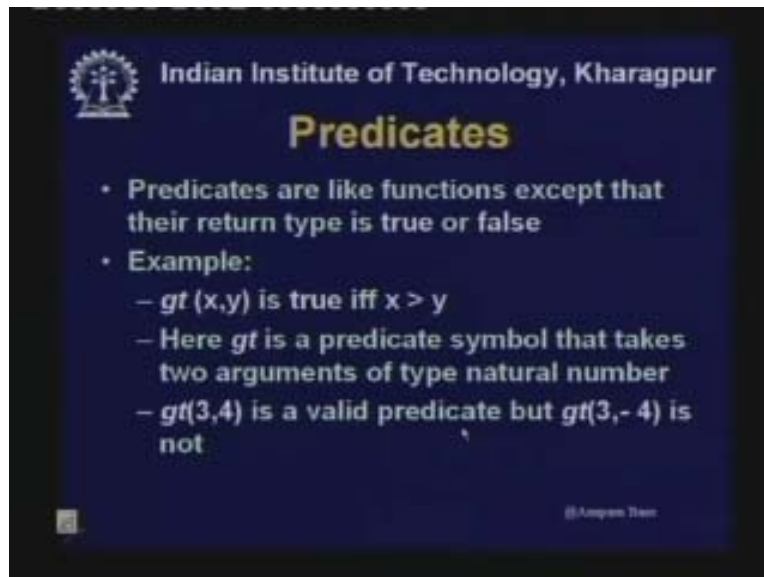 Indian Institute of Technology, Kharagpur
Predicates
• Predicates are like functions except that
their return type is true or false
• Example:
– gt (x,y) is true iff x > y
– Here gt is a predicate symbol that takes
two arguments of type natural number
– gt(3,4) is a valid predicate but gt(3,- 4) is
not